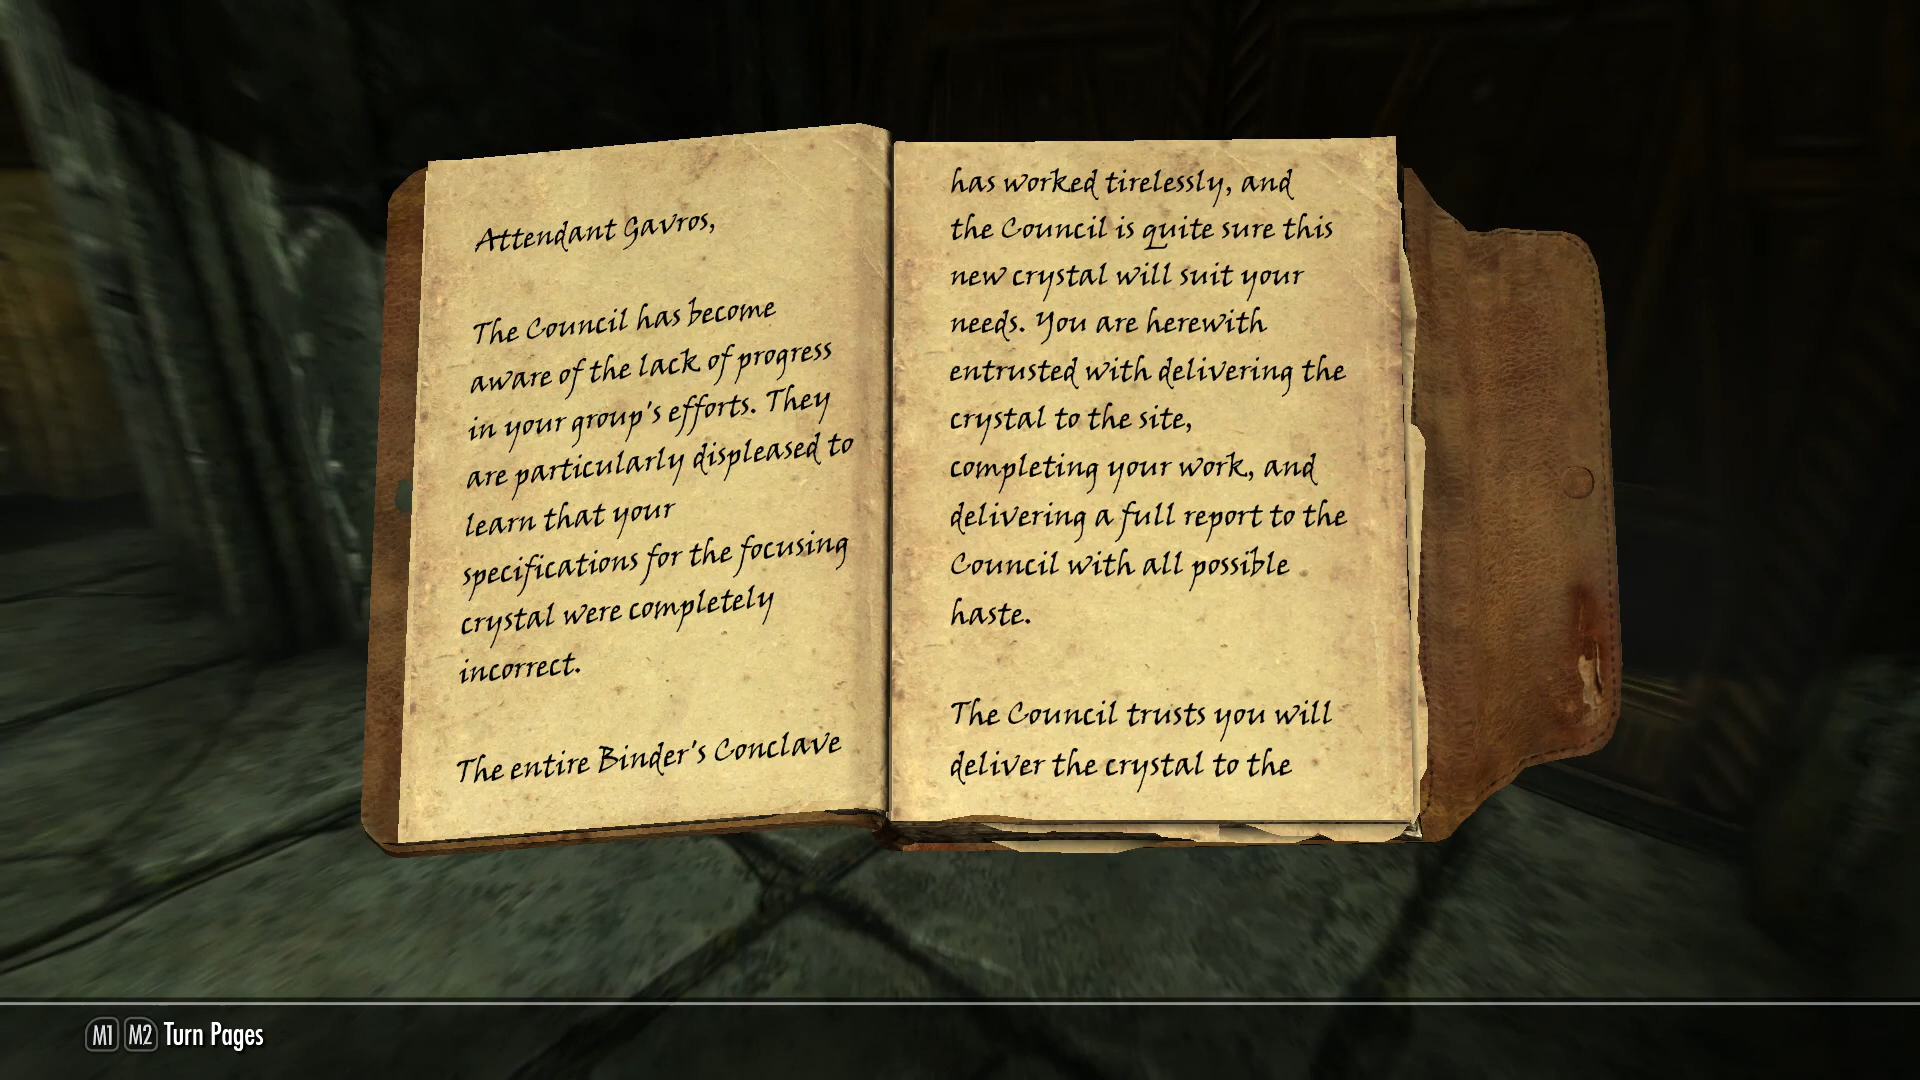 Attendant Gavros,
The Council has become
aware of the lack of progress
in your group's efforts. They
are particularly displeased to
learn that your
specifications for the focusing
crystal were completely
incorrect.
The entire Binder's Conclave
has worked tirelessly, and
the Council is quite sure this
new crystal will suit your
needs. You are herewith
entrusted with delivering the
crystal to the site,
completing your work, and
delivering a full report to the
Council with all possible
haste.
The Council trusts you will
deliver the crystal to the
M1 M2 Turn Pages